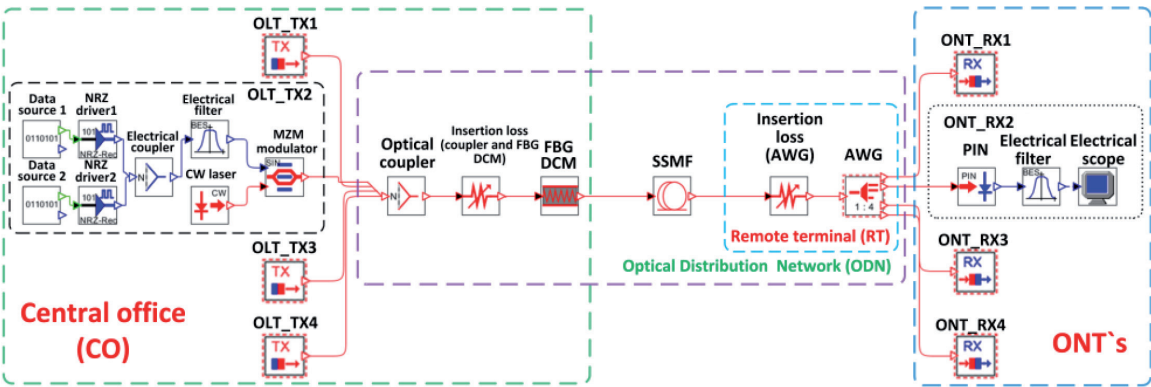 OLT_TX1
TX
OLT_TX2
Data
source 1
0110101
NRZ
driver1
101
NRZ-Rec
Electrical
coupler
N
Electrical
filter
BES
MZM
modulator
SIN
Data
source 2
0110101
NRZ
driver2
101
NRZ-Rec
CW laser
CW
OLT_TX3
TX
OLT_TX4
TX
Central office
(CO)
Optical
coupler
N
Insertion loss
(coupler and FBG
DCM)
FBG
DCM
SSMF
Insertion
loss
(AWG)
AWG
1 : 4
Remote terminal (RT)
Optical Distribution Network (ODN)
ONT_RX1
RX
ONT_RX2
PIN
PIN
Electrical
filter
BES
Electrical
scope
ONT_RX3
RX
ONT_RX4
RX
ONT`s